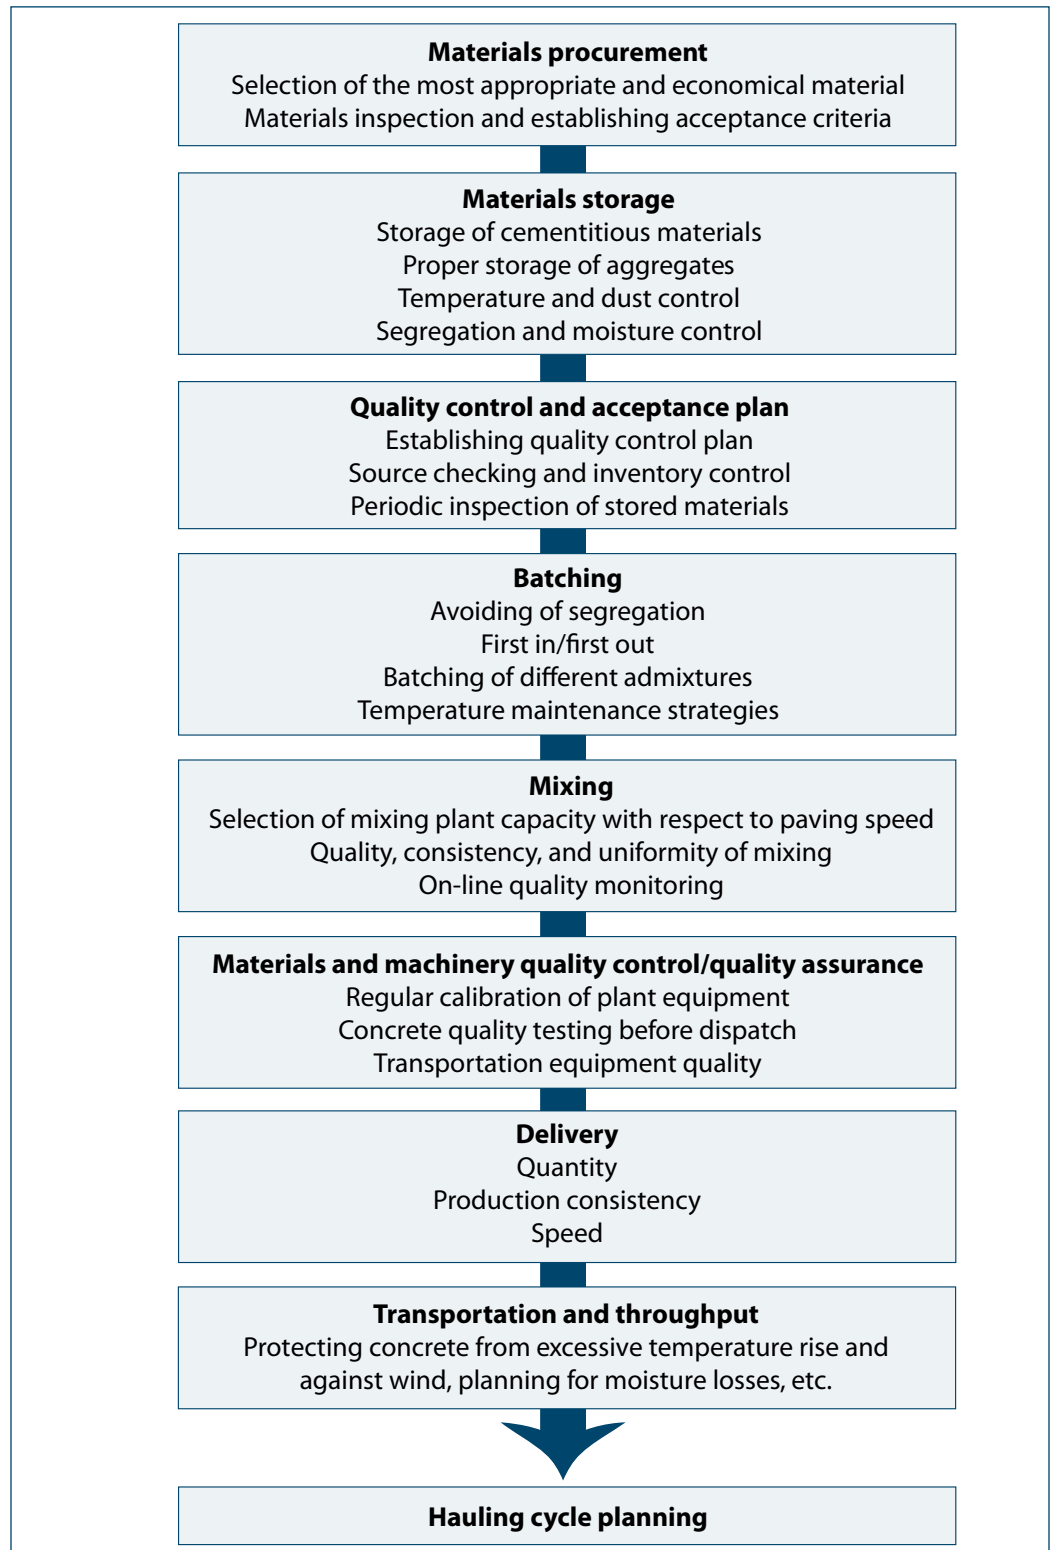 Materials procurement
Selection of the most appropriate and economical material
Materials inspection and establishing acceptance criteria
Materials storage
Storage of cementitious materials
Proper storage of aggregates
Temperature and dust control
Segregation and moisture control
Quality control and acceptance plan
Establishing quality control plan
Source checking and inventory control
Periodic inspection of stored materials
Batching
Avoiding of segregation
First in/first out
Batching of different admixtures
Temperature maintenance strategies
Mixing
Selection of mixing plant capacity with respect to paving speed
Quality, consistency, and uniformity of mixing
On-line quality monitoring
Materials and machinery quality control/quality assurance
Regular calibration of plant equipment
Concrete quality testing before dispatch
Transportation equipment quality
Delivery
Quantity
Production consistency
Speed
Transportation and throughput
Protecting concrete from excessive temperature rise and
against wind, planning for moisture losses, etc.
Hauling cycle planning